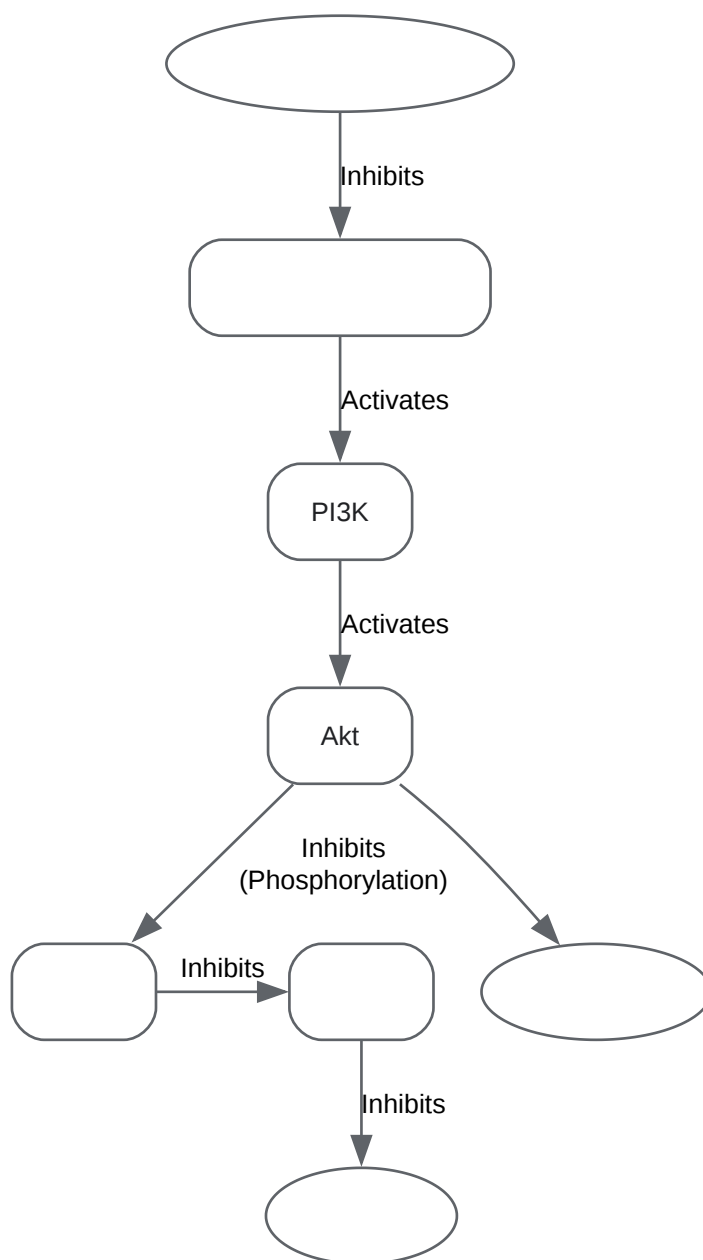 Inhibits
Activates
PI3K
Activates
Akt
Inhibits
(Phosphorylation)
Inhibits
Inhibits